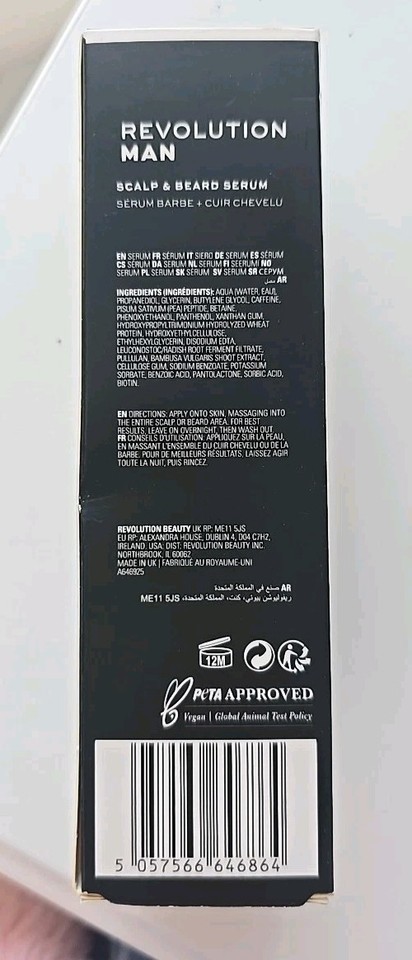 REVOLUTION
MAN
SCALP & BEARD SERUM
SÉRUM BARBE + CUIR CHEVELU
EN SERUM FR SÉRUM IT SIERO DE SERUM ES SÉRUM
CS SÉRUM DA SERUM NL SERUM FI SEERUMI NO
SERUM PL SERUM SK SÉRUM SV SERUM SR СЕРУМ
AR مصل
INGREDIENTS (INGRÉDIENTS): AQUA (WATER, EAU),
PROPANEDIOL, GLYCERIN, BUTYLENE GLYCOL, CAFFEINE,
PISUM SATIVUM (PEA) PEPTIDE, BETAINE,
PHENOXYETHANOL, PANTHENOL, XANTHAN GUM,
HYDROXYPROPYLTRIMONIUM HYDROLYZED WHEAT
PROTEIN, HYDROXYETHYLCELLULOSE,
ETHYLHEXYLGLYCERIN, DISODIUM EDTA,
LEUCONOSTOC/RADISH ROOT FERMENT FILTRATE,
PULLULAN, BAMBUSA VULGARIS SHOOT EXTRACT,
CELLULOSE GUM, SODIUM BENZOATE, POTASSIUM
SORBATE, BENZOIC ACID, PANTOLACTONE, SORBIC ACID,
BIOTIN.
EN DIRECTIONS: APPLY ONTO SKIN, MASSAGING INTO
THE ENTIRE SCALP OR BEARD AREA. FOR BEST
RESULTS, LEAVE ON OVERNIGHT, THEN WASH OUT.
FR CONSEILS D'UTILISATION: APPLIQUEZ SUR LA PEAU,
EN MASSANT L'ENSEMBLE DU CUIR CHEVELU OU DE LA
BARBE. POUR DE MEILLEURS RÉSULTATS, LAISSEZ AGIR
TOUTE LA NUIT, PUIS RINCEZ.
REVOLUTION BEAUTY UK RP: ME11 5JS
EU RP: ALEXANDRA HOUSE, DUBLIN 4, D04 C7H2,
IRELAND. USA: DIST. REVOLUTION BEAUTY INC.
NORTHBROOK, IL 60062
MADE IN UK | FABRIQUÉ AU ROYAUME-UNI
A646925
AR صنع في المملكة المتحدة
ريفوليوشن بيوتي، كنت، المملكة المتحدة، ME11 5JS
12M
PETA APPROVED
Vegan | Global Animal Test Policy
5 057566 646864